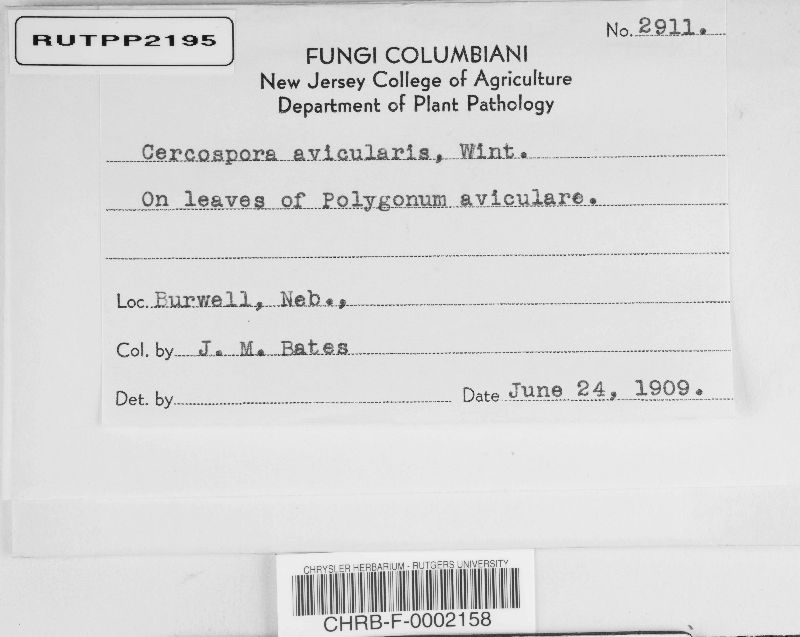 RUTPP2195
No. 2911.
FUNGI COLUMBIANI
New Jersey College of Agriculture
Department of Plant Pathology
Cercospora avicularis, Wint.
On leaves of Polygonum aviculare.
Loc. Burwell, Neb.,
Col. by J. M. Bates
Det. by
Date June 24, 1909.
CHRYSLER HERBARIUM - RUTGERS UNIVERSITY
CHRB-F-0002158